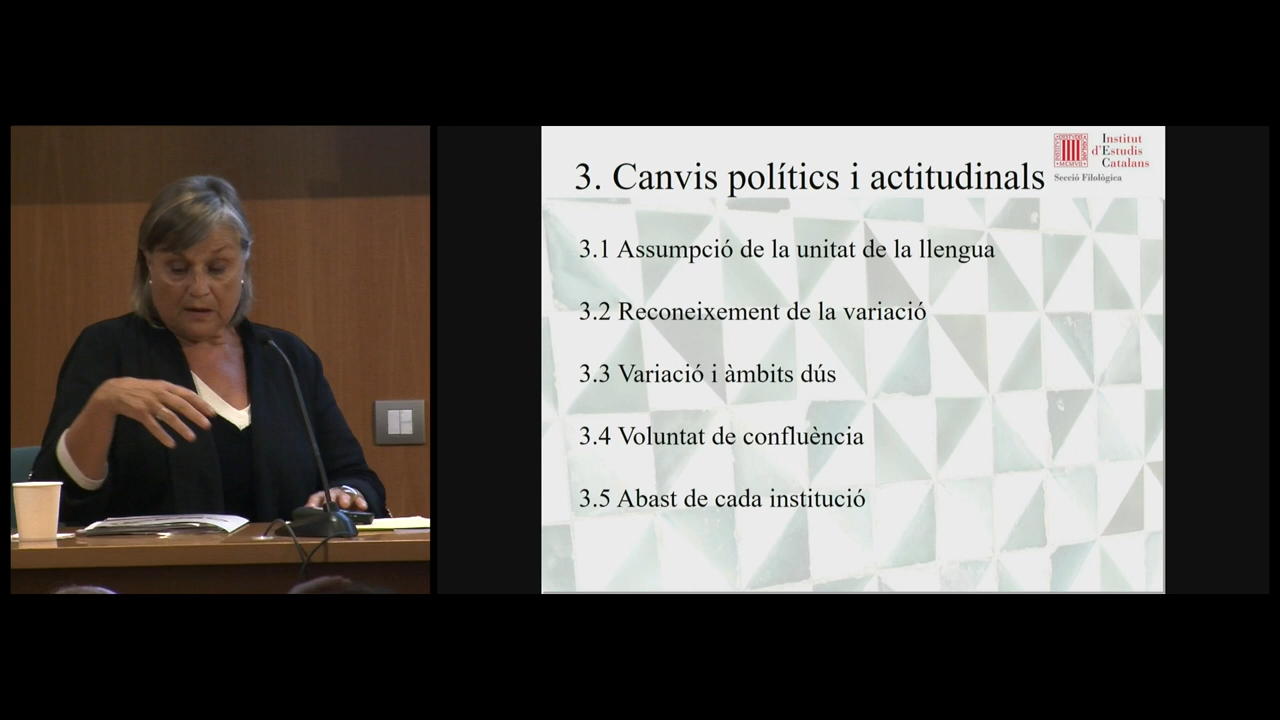 3. Canvis polítics i actitudinals
Institut
d'Estudis
Catalans
Secció Filològica
3.1 Assumpció de la unitat de la llengua
3.2 Reconeixement de la variació
3.3 Variació i àmbits dús
3.4 Voluntat de confluència
3.5 Abast de cada institució